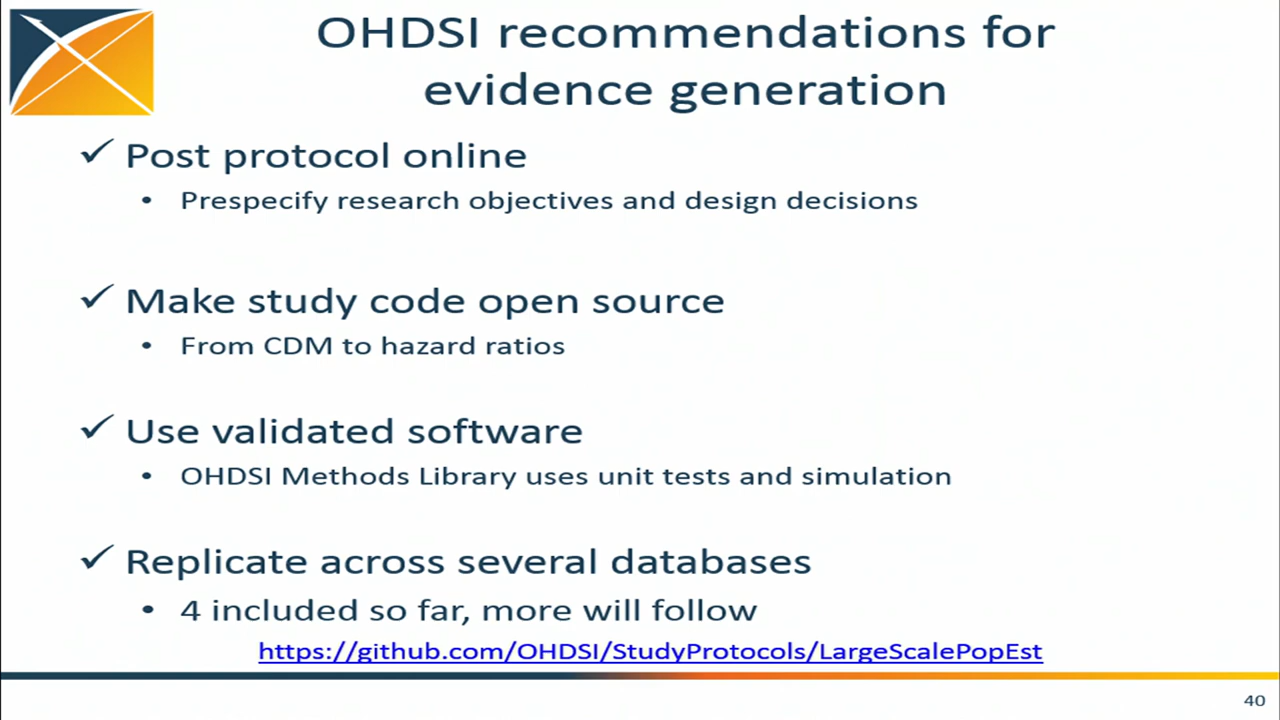 OHDSI recommendations for
evidence generation
✓ Post protocol online
• Prespecify research objectives and design decisions
✓ Make study code open source
• From CDM to hazard ratios
✓ Use validated software
• OHDSI Methods Library uses unit tests and simulation
✓ Replicate across several databases
• 4 included so far, more will follow
https://github.com/OHDSI/StudyProtocols/LargeScalePopEst
40